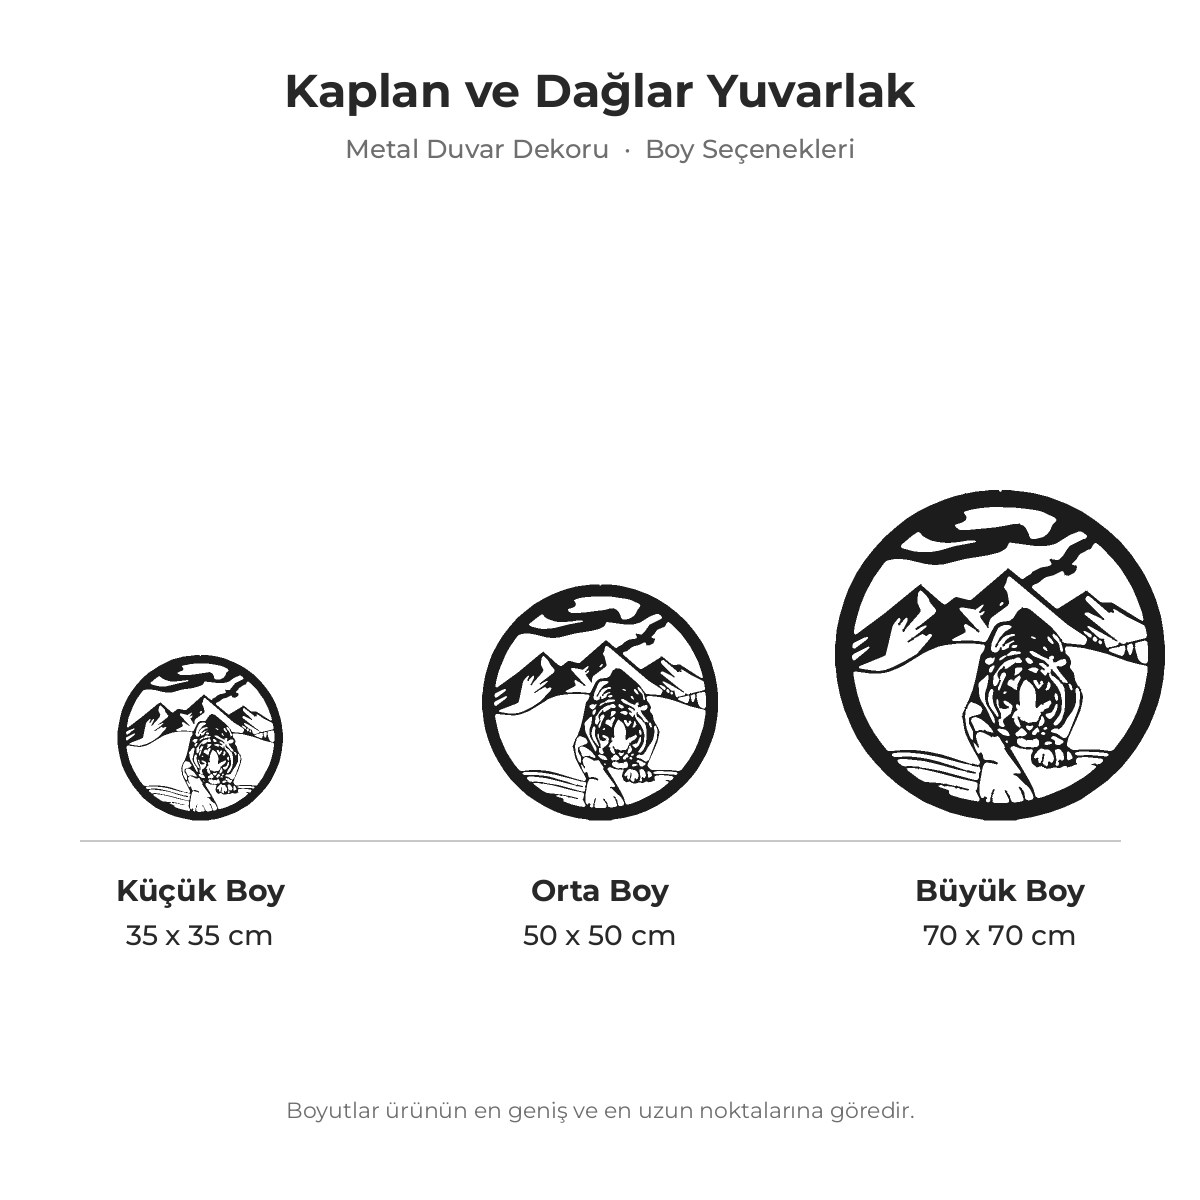 Kaplan ve Dağlar Yuvarlak
Metal Duvar Dekoru · Boy Seçenekleri
Küçük Boy
35 x 35 cm
Orta Boy
50 x 50 cm
Büyük Boy
70 x 70 cm
Boyutlar ürünün en geniş ve en uzun noktalarına göredir.